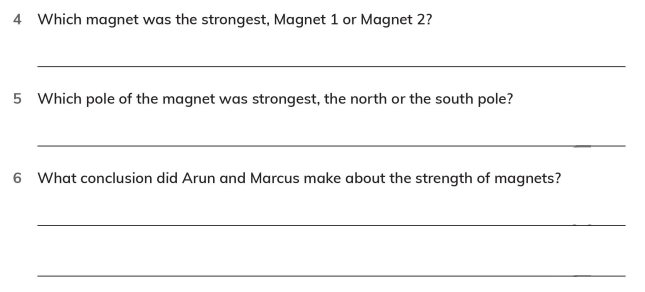 4 Which magnet was the strongest, Magnet 1 or Magnet 2?
5 Which pole of the magnet was strongest, the north or the south pole?
6 What conclusion did Arun and Marcus make about the strength of magnets?